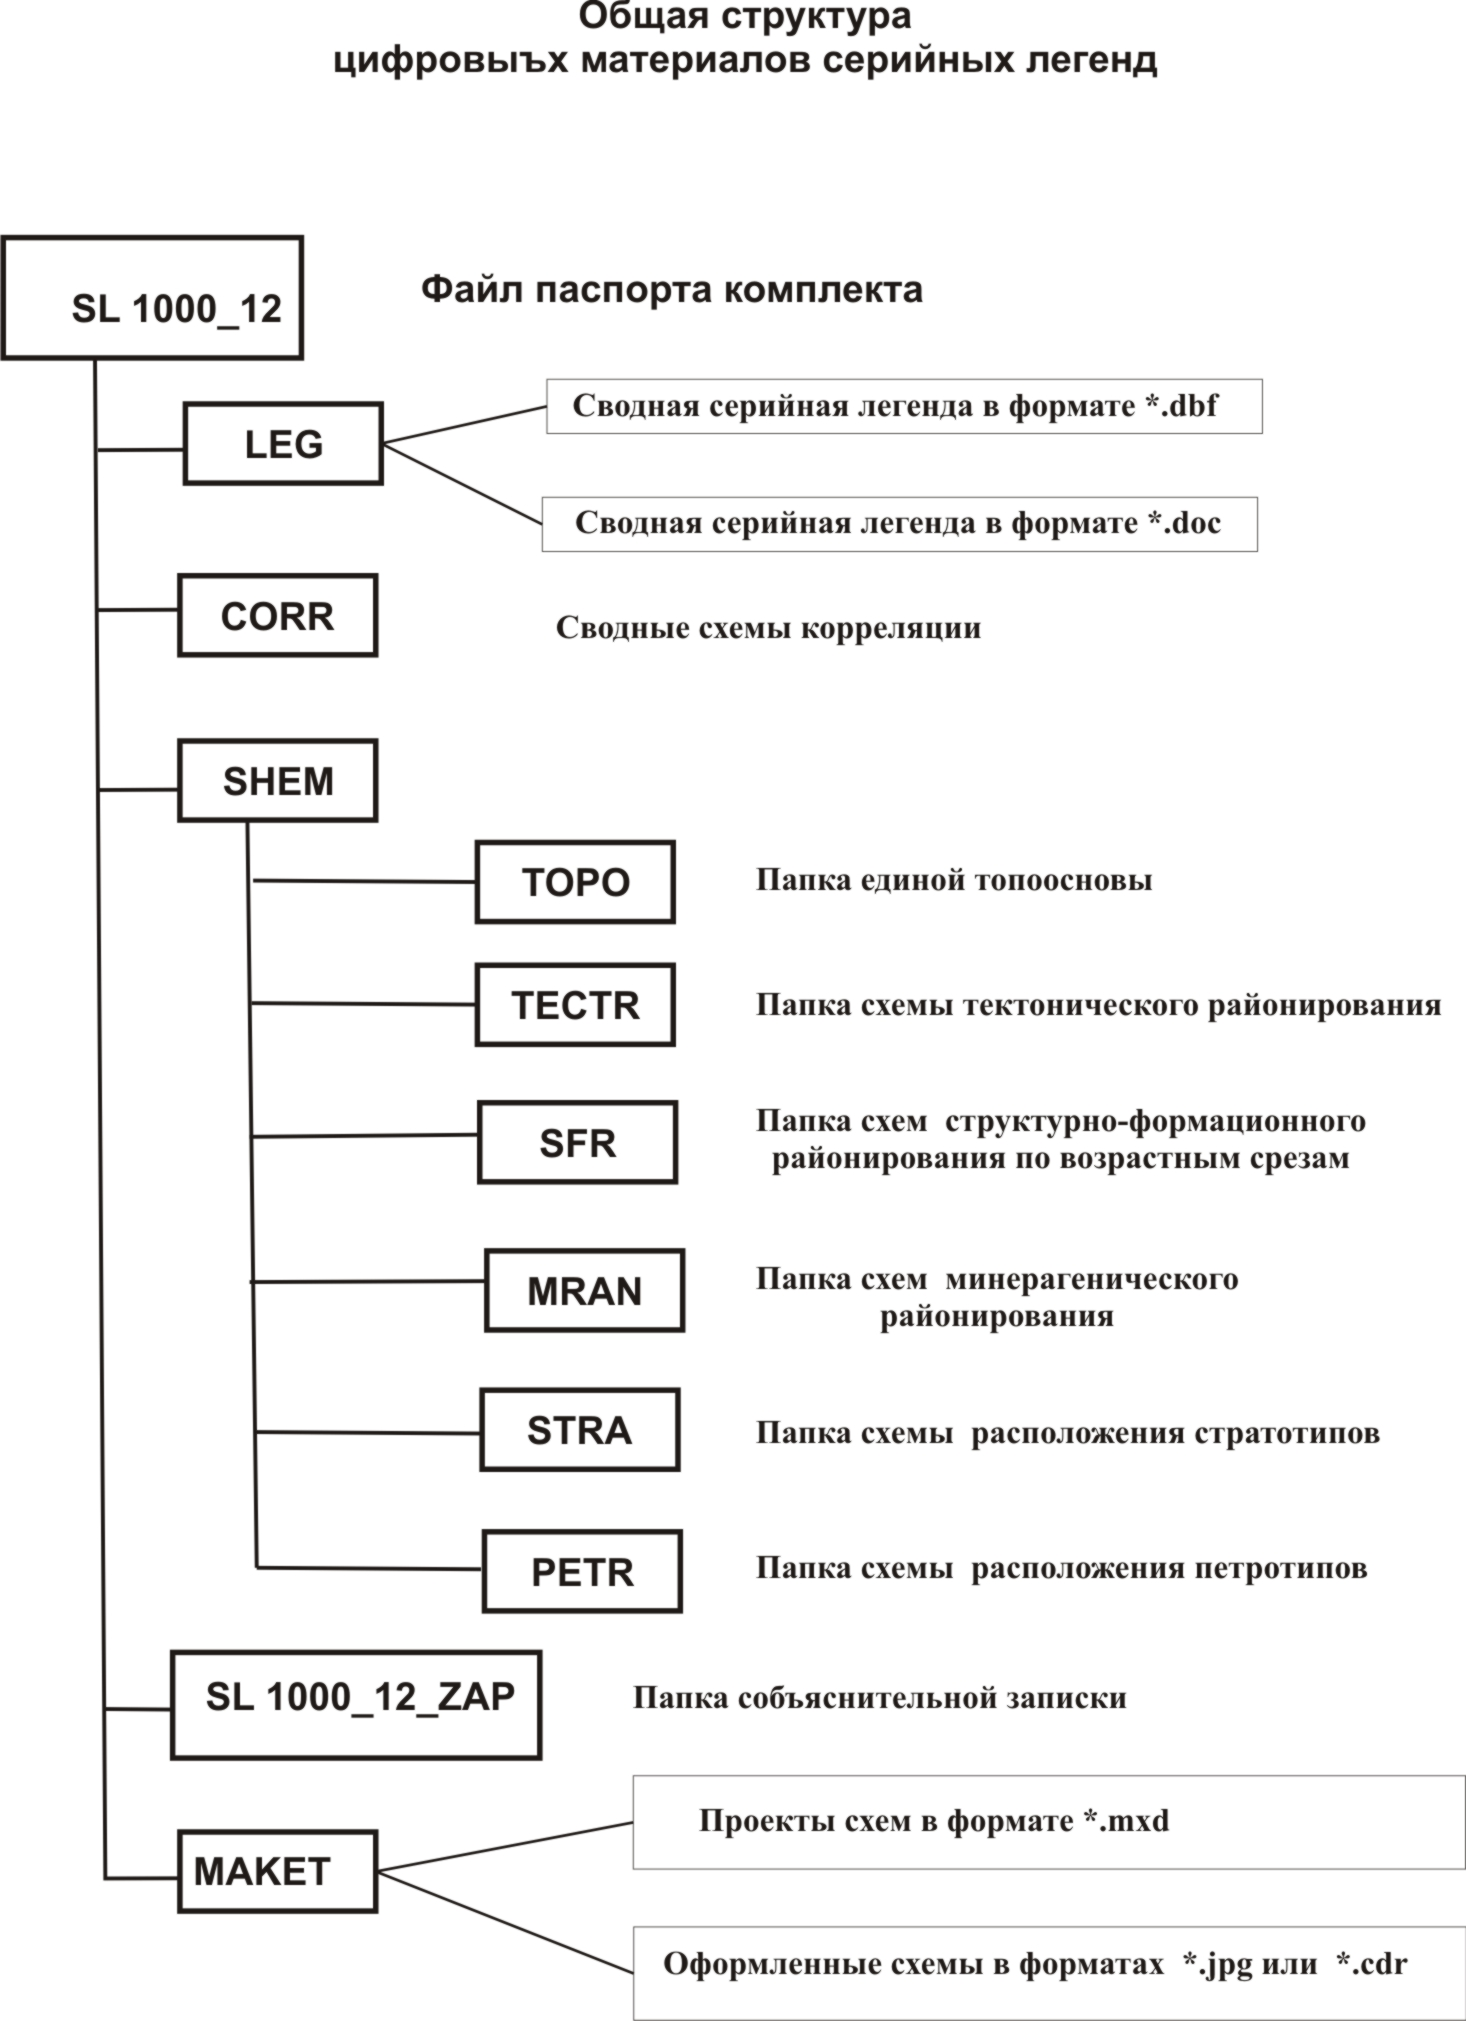 Общая структура
цифровыъх материалов серийных легенд
SL 1000_12
Файл паспорта комплекта
LEG
Сводная серийная легенда в формате *.dbf
Сводная серийная легенда в формате *.doc
CORR
Сводные схемы корреляции
SHEM
TOPO
Папка единой топоосновы
TECTR
Папка схемы тектонического районирования
SFR
Папка схем структурно-формационного
районирования по возрастным срезам
MRAN
Папка схем минерагенического
районирования
STRA
Папка схемы расположения стратотипов
PETR
Папка схемы расположения петротипов
SL 1000_12_ZAP
Папка собъяснительной записки
MAKET
Проекты схем в формате *.mxd
Оформленные схемы в форматах *.jpg или *.cdr